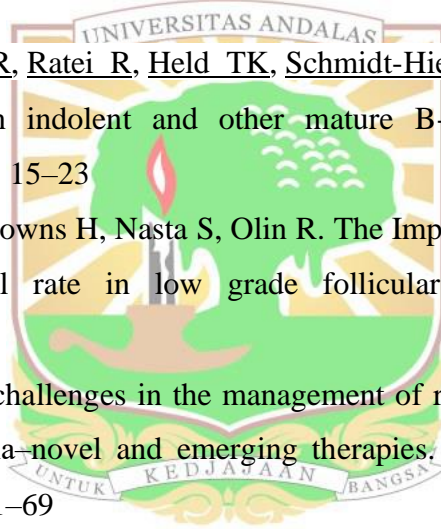 UNIVERSITAS ANDALAS
R, Ratei R, Held TK, Schmidt-Hie
indolent and other mature B-
15–23
owns H, Nasta S, Olin R. The Imp
rate in low grade follicular
challenges in the management of r
novel and emerging therapies.
–69
UNTUK KEDJAJAAN BANGSA